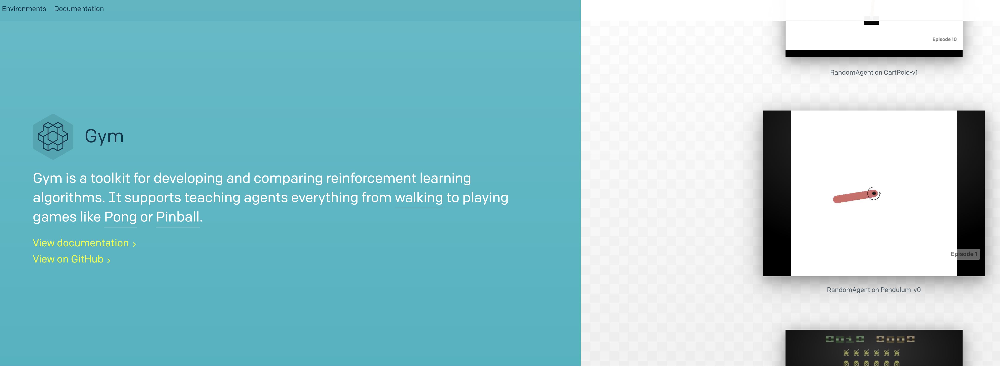 Environments Documentation
Gym
Gym is a toolkit for developing and comparing reinforcement learning
algorithms. It supports teaching agents everything from walking to playing
games like Pong or Pinball.
View documentation >
View on GitHub >
Episode 10
RandomAgent on CartPole-v1
Episode 1
RandomAgent on Pendulum-v0
0010 0000